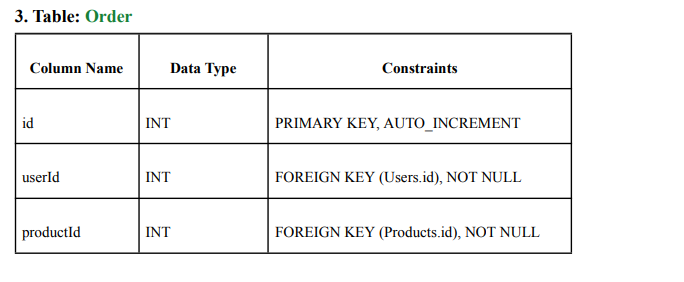 3. Table: Order
Column Name Data Type Constraints
id INT PRIMARY KEY, AUTO_INCREMENT
userId INT FOREIGN KEY (Users.id), NOT NULL
productId INT FOREIGN KEY (Products.id), NOT NULL